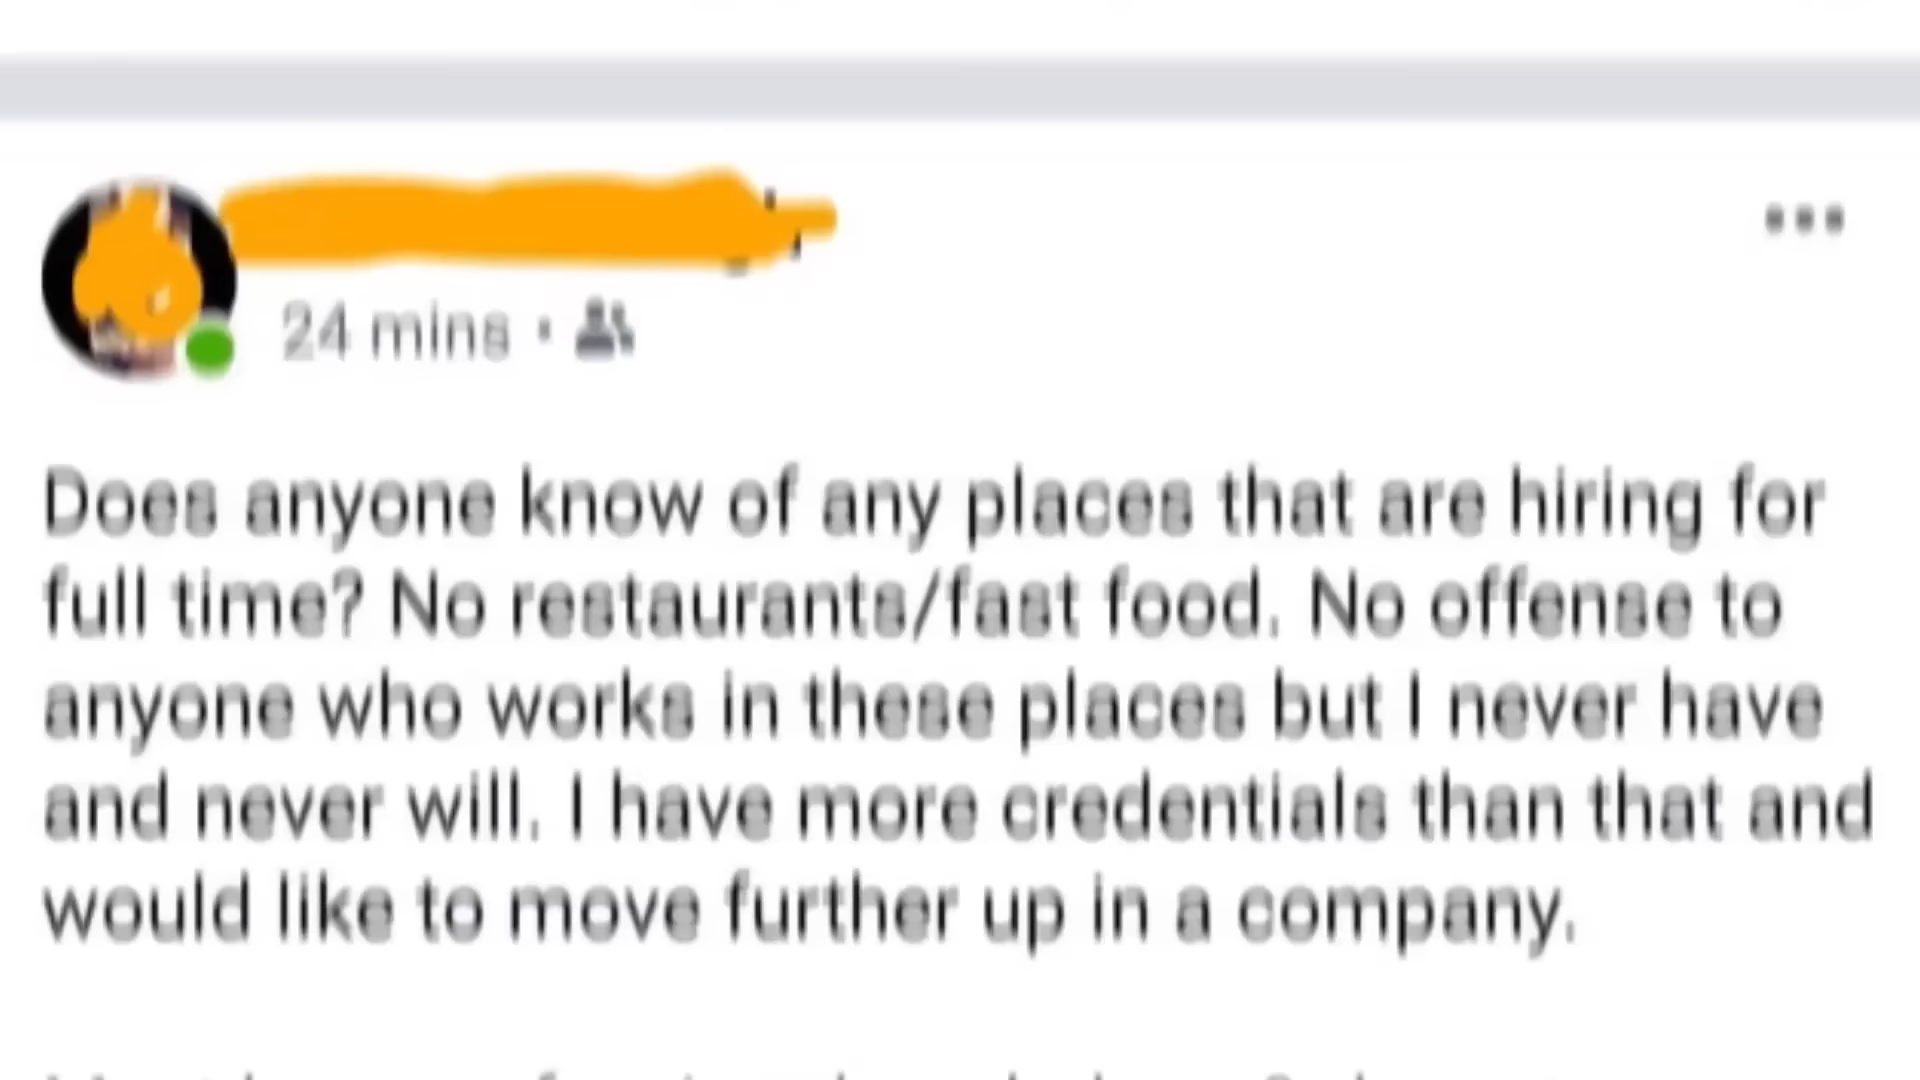 24 mins ·
Does anyone know of any places that are hiring for
full time? No restaurants/fast food. No offense to
anyone who works in these places but I never have
and never will. I have more credentials than that and
would like to move further up in a company.